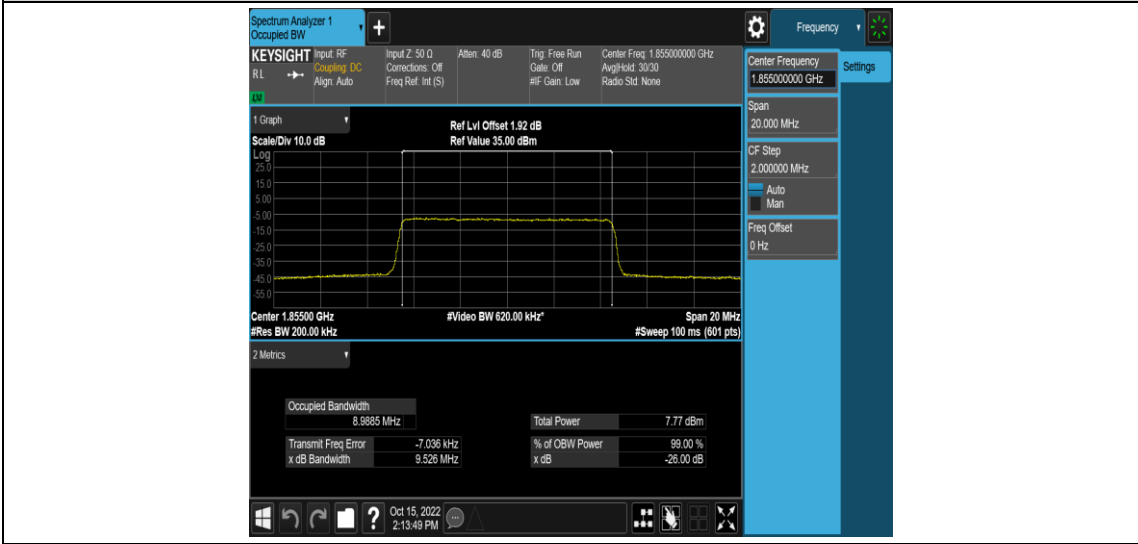 Spectrum Analyzer 1
Occupied BW
+
Frequency
KEYSIGHT
RL
LM
Input: RF
Coupling: DC
Align: Auto
Input Z: 50 Ω
Corrections: Off
Freq Ref: Int (S)
Atten: 40 dB
Trig: Free Run
Gate: Off
#IF Gain: Low
Center Freq: 1.855000000 GHz
Avg|Hold: 30/30
Radio Std: None
Center Frequency
1.855000000 GHz
Settings
Span
20.000 MHz
CF Step
2.000000 MHz
Auto
Man
Freq Offset
0 Hz
1 Graph
Scale/Div 10.0 dB
Ref Lvl Offset 1.92 dB
Ref Value 35.00 dBm
Log
25.0
15.0
5.00
-5.00
-15.0
-25.0
-35.0
-45.0
-55.0
Center 1.85500 GHz
#Video BW 620.00 kHz*
Span 20 MHz
#Res BW 200.00 kHz
#Sweep 100 ms (601 pts)
2 Metrics
Occupied Bandwidth
8.9885 MHz
Total Power 7.77 dBm
Transmit Freq Error -7.036 kHz
% of OBW Power 99.00 %
x dB Bandwidth 9.526 MHz
x dB -26.00 dB
?
Oct 15, 2022
2:13:49 PM